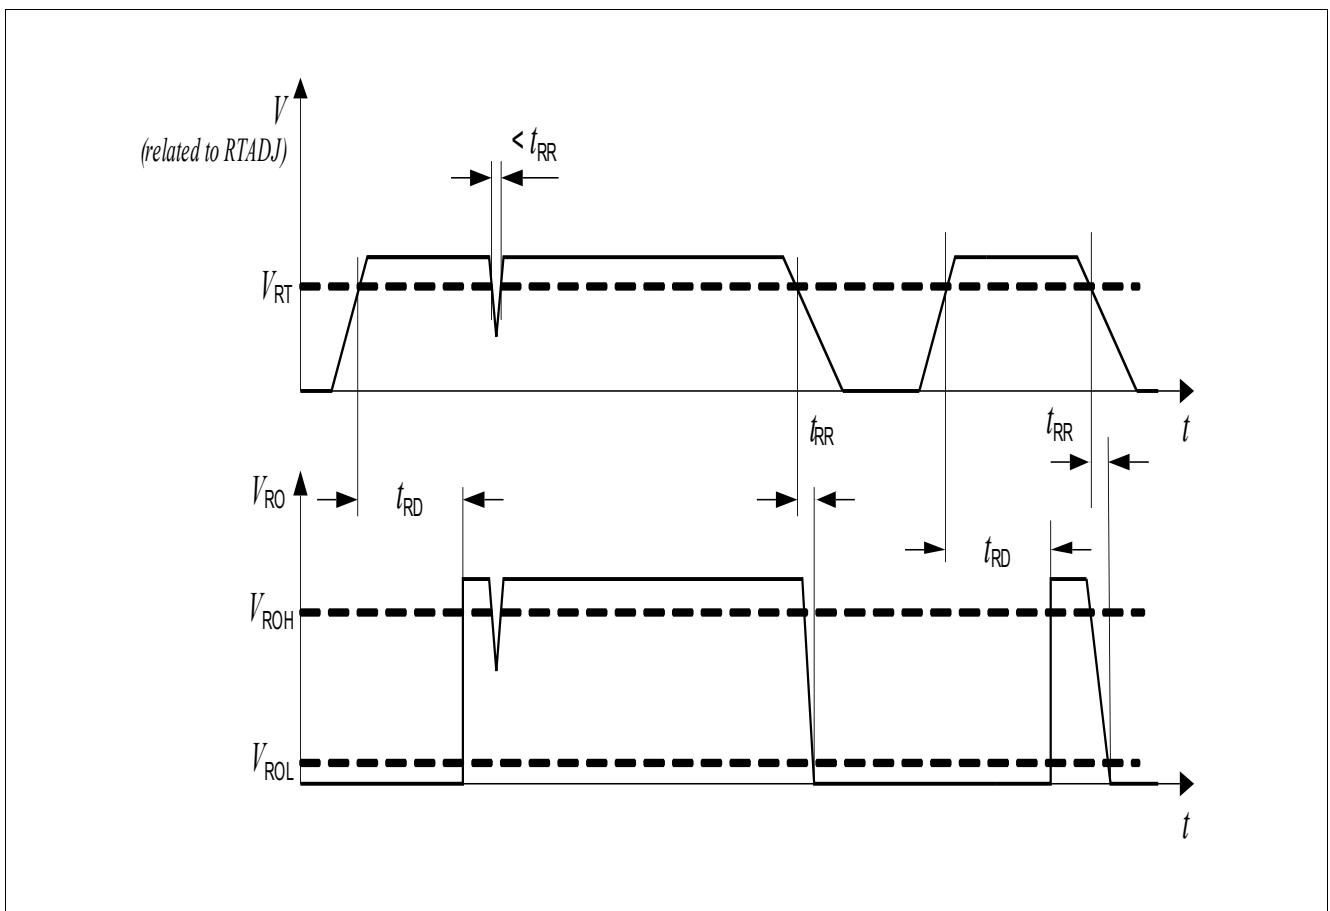 V
(related to RTADJ)
< tRR
VRT
t
tRR
tRR
VRO
tRD
tRD
VROH
VROL
t